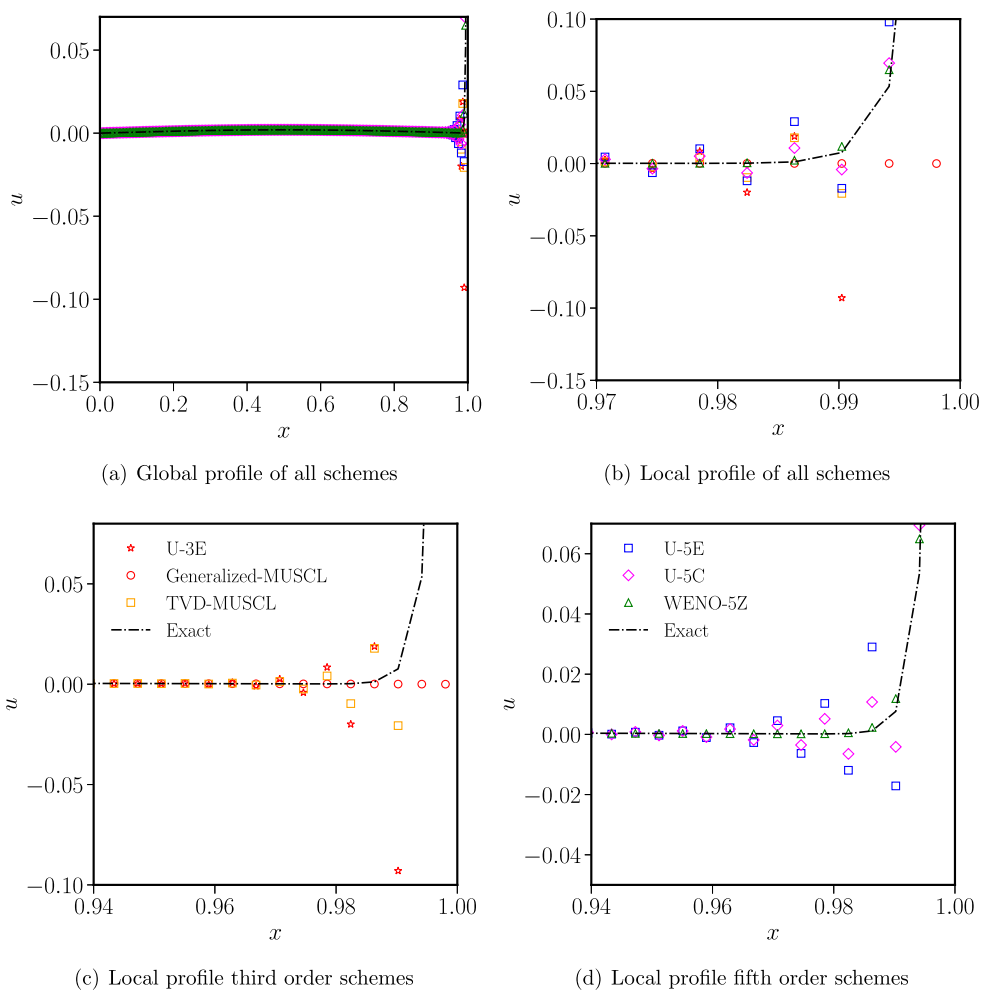 0.05
0.00
−0.05
−0.10
−0.15
u
0.0 0.2 0.4 0.6 0.8 1.0
x
(a) Global profile of all schemes
0.10
0.05
0.00
−0.05
−0.10
−0.15
u
0.97 0.98 0.99 1.00
x
(b) Local profile of all schemes
0.05
0.00
−0.05
−0.10
u
U-3E
Generalized-MUSCL
TVD-MUSCL
Exact
0.94 0.96 0.98 1.00
x
(c) Local profile third order schemes
0.06
0.04
0.02
0.00
−0.02
−0.04
u
U-5E
U-5C
WENO-5Z
Exact
0.94 0.96 0.98 1.00
x
(d) Local profile fifth order schemes